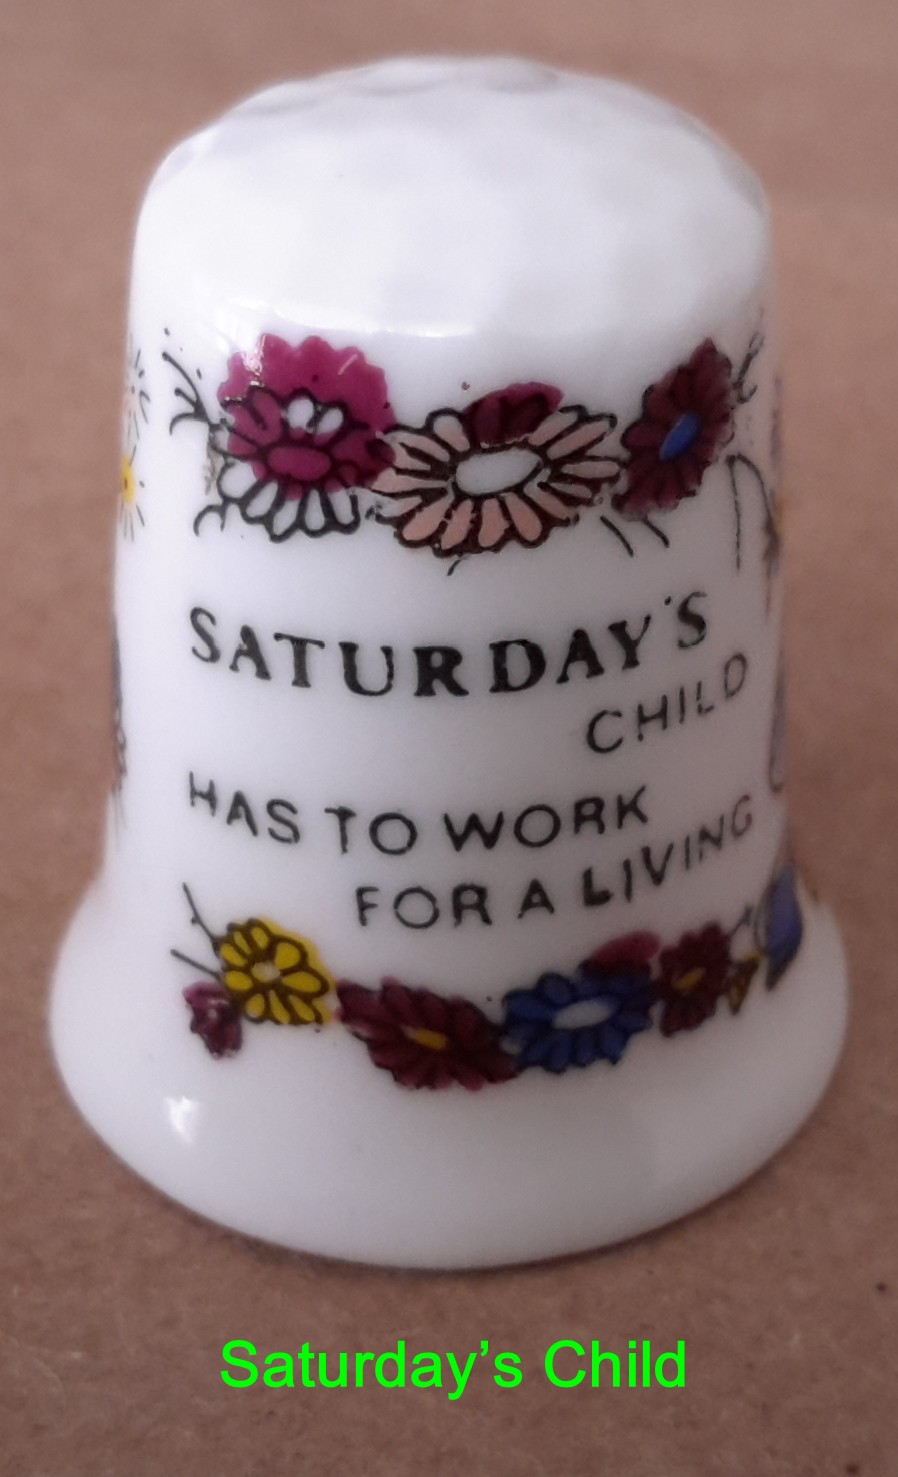 SATURDAY'S
CHILD
HAS TO WORK
FOR A LIVING
Saturday’s Child